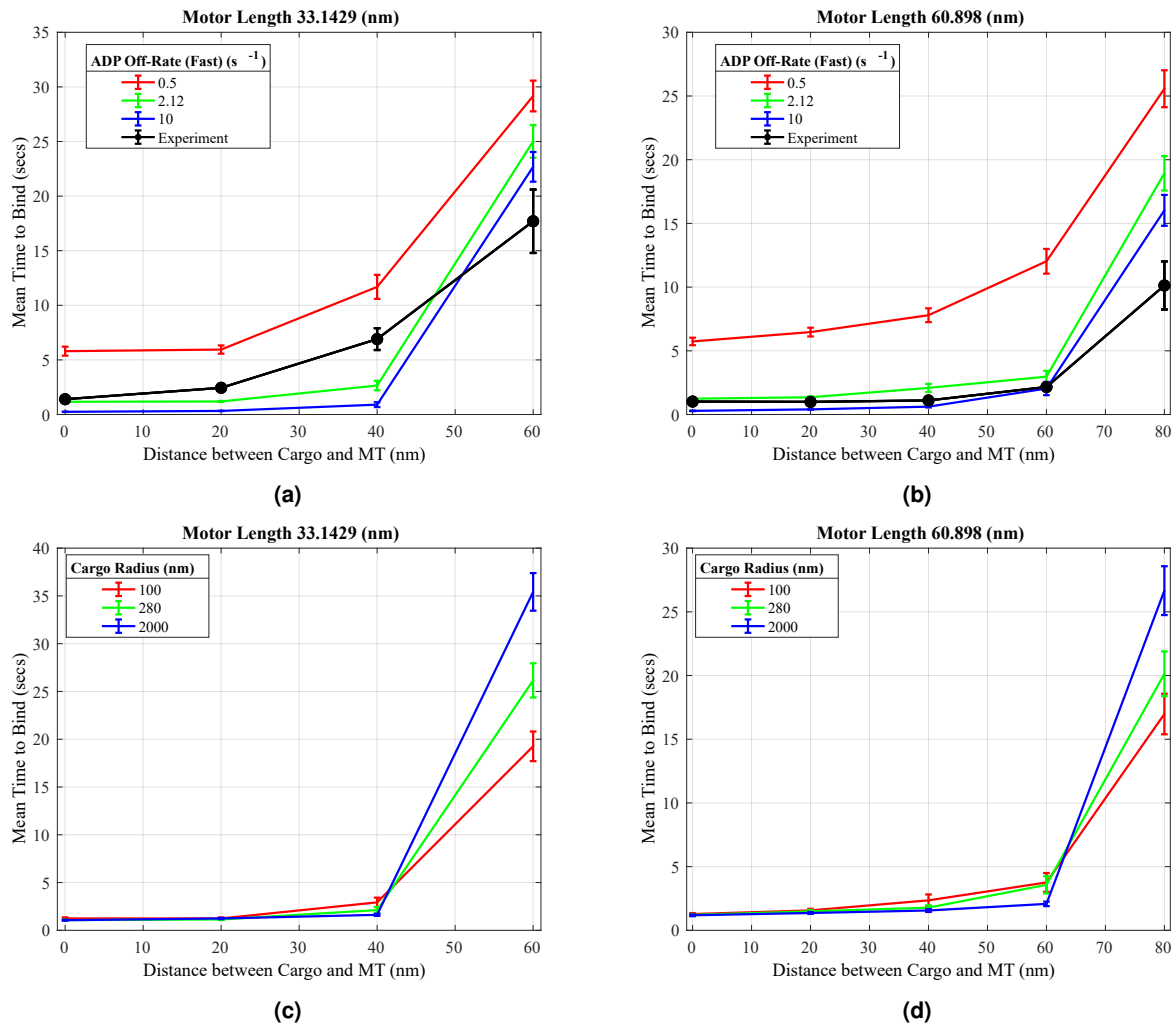 Motor Length 33.1429 (nm)
35
30
25
20
15
10
5
0
Mean Time to Bind (secs)
ADP Off-Rate (Fast) (s⁻¹)
0.5
2.12
10
Experiment
0 10 20 30 40 50 60
Distance between Cargo and MT (nm)
(a)
Motor Length 60.898 (nm)
30
25
20
15
10
5
0
Mean Time to Bind (secs)
ADP Off-Rate (Fast) (s⁻¹)
0.5
2.12
10
Experiment
0 10 20 30 40 50 60 70 80
Distance between Cargo and MT (nm)
(b)
Motor Length 33.1429 (nm)
40
35
30
25
20
15
10
5
0
Mean Time to Bind (secs)
Cargo Radius (nm)
100
280
2000
0 10 20 30 40 50 60
Distance between Cargo and MT (nm)
(c)
Motor Length 60.898 (nm)
30
25
20
15
10
5
0
Mean Time to Bind (secs)
Cargo Radius (nm)
100
280
2000
0 10 20 30 40 50 60 70 80
Distance between Cargo and MT (nm)
(d)